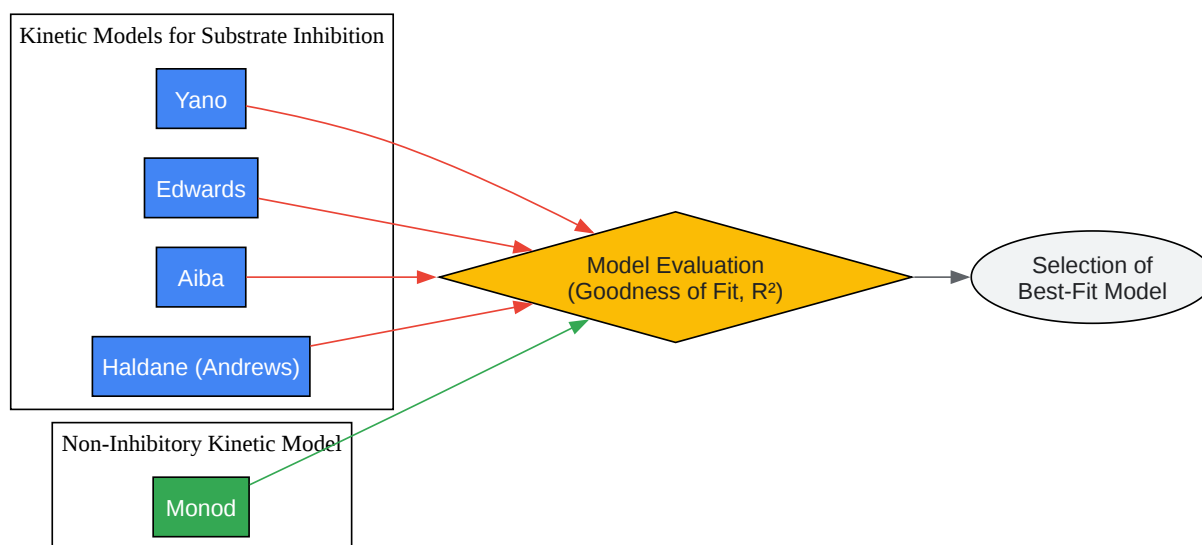 Kinetic Models for Substrate Inhibition
Yano
Edwards
Aiba
Haldane (Andrews)
Non-Inhibitory Kinetic Model
Monod
Model Evaluation
(Goodness of Fit, R²)
Selection of
Best-Fit Model